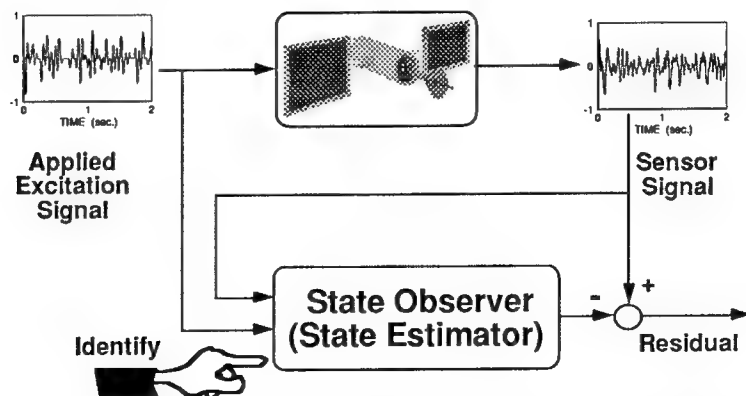 1
0
-1
0
1
2
TIME (sec.)
Applied
Excitation
Signal
1
0
-1
0
1
2
TIME (sec.)
Sensor
Signal
State Observer
(State Estimator)
-
+
Residual
Identify